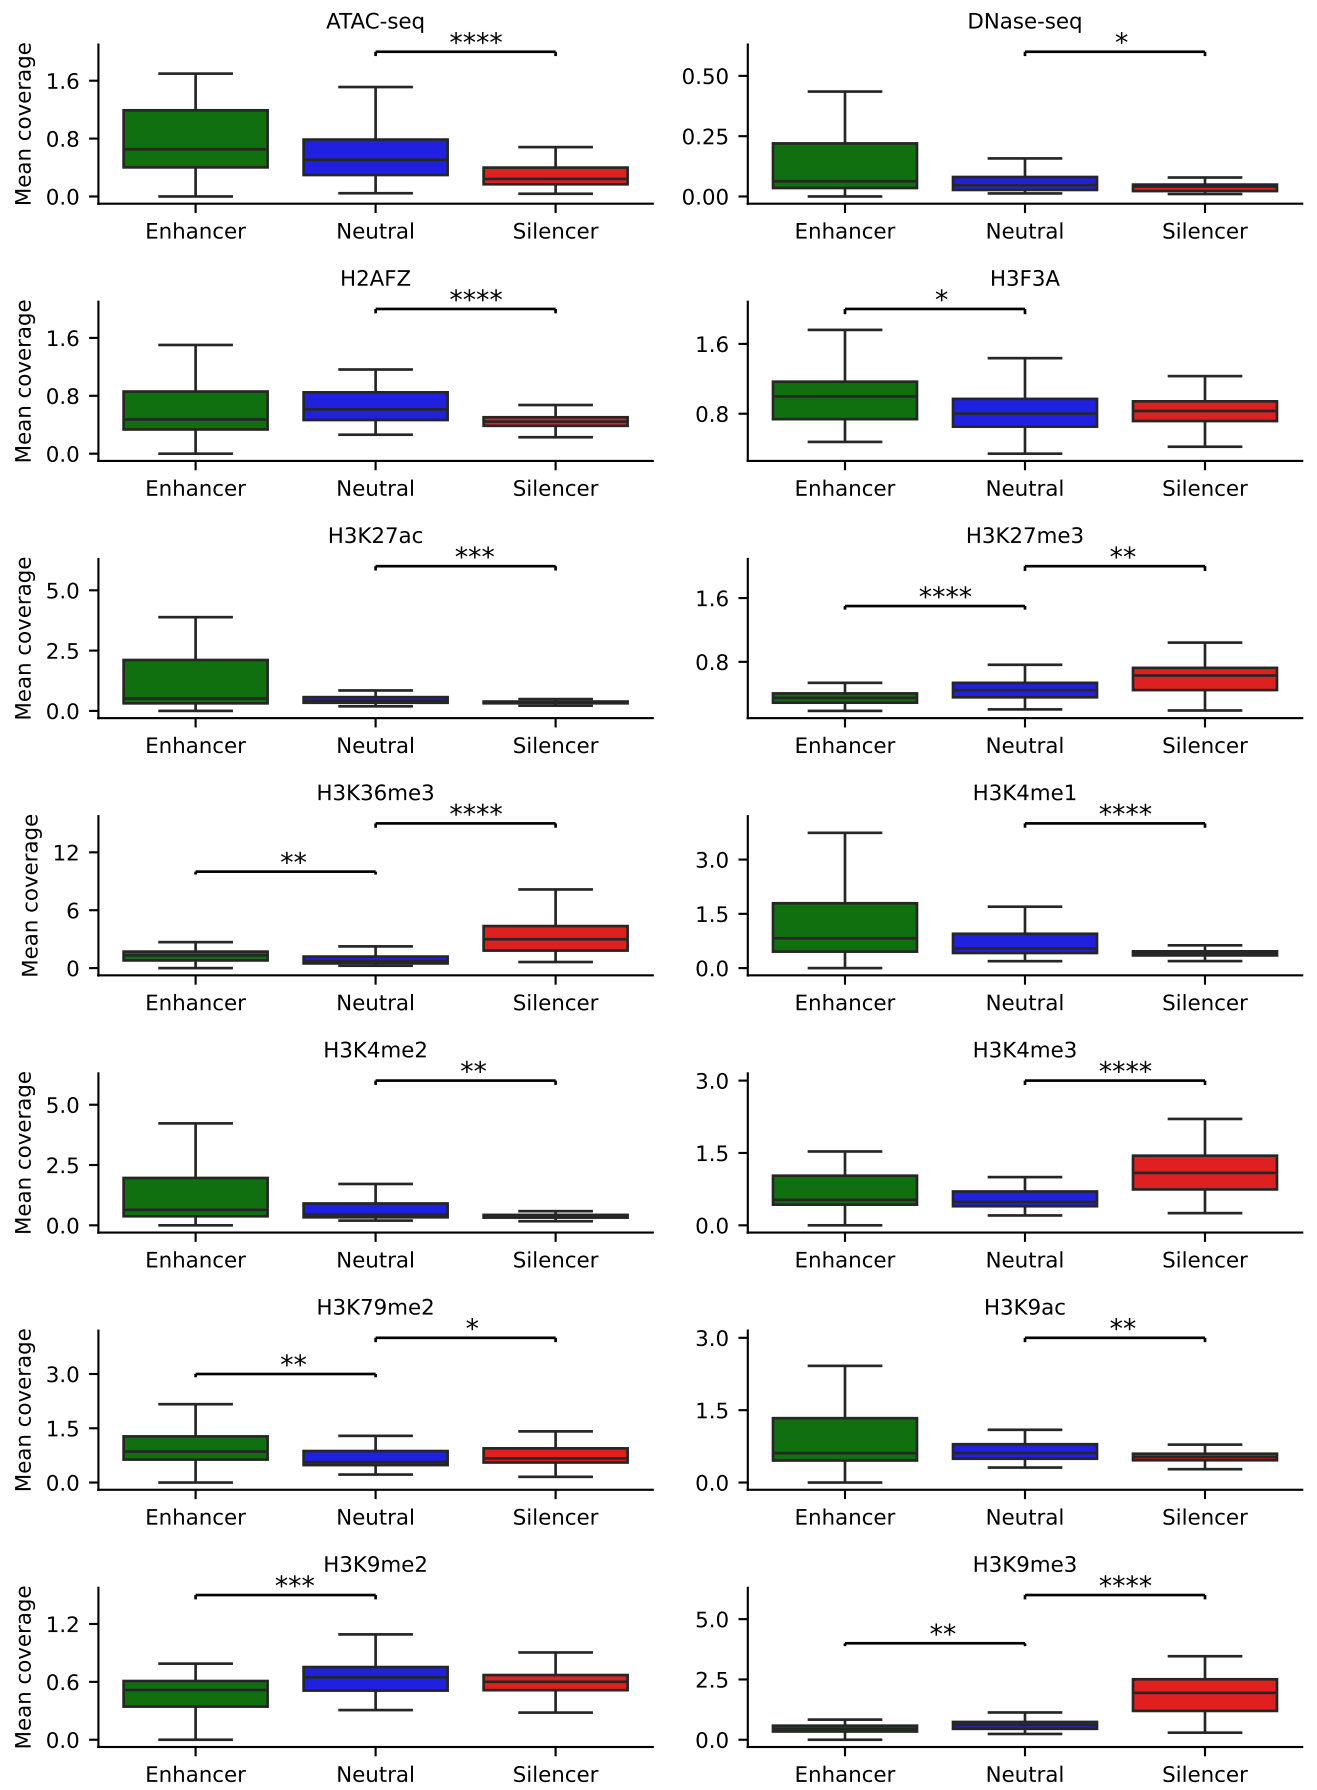 ATAC-seq
****
Mean coverage
1.6
0.8
0.0
Enhancer Neutral Silencer
DNase-seq
*
0.50
0.25
0.00
Enhancer Neutral Silencer
H2AFZ
****
Mean coverage
1.6
0.8
0.0
Enhancer Neutral Silencer
H3F3A
*
1.6
0.8
Enhancer Neutral Silencer
H3K27ac
***
Mean coverage
5.0
2.5
0.0
Enhancer Neutral Silencer
H3K27me3
**
****
1.6
0.8
Enhancer Neutral Silencer
H3K36me3
****
**
Mean coverage
12
6
0
Enhancer Neutral Silencer
H3K4me1
****
3.0
1.5
0.0
Enhancer Neutral Silencer
H3K4me2
**
Mean coverage
5.0
2.5
0.0
Enhancer Neutral Silencer
H3K4me3
****
3.0
1.5
0.0
Enhancer Neutral Silencer
H3K79me2
*
**
Mean coverage
3.0
1.5
0.0
Enhancer Neutral Silencer
H3K9ac
**
3.0
1.5
0.0
Enhancer Neutral Silencer
H3K9me2
***
Mean coverage
1.2
0.6
0.0
Enhancer Neutral Silencer
H3K9me3
****
**
5.0
2.5
0.0
Enhancer Neutral Silencer